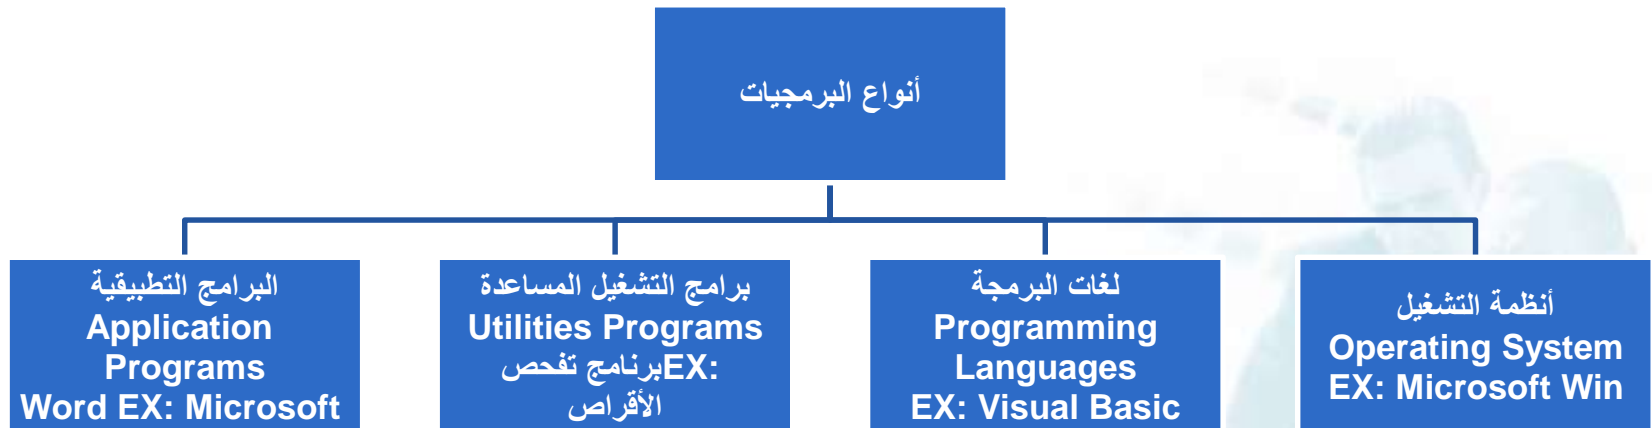 أنواع البرمجيات
أنظمة التشغيل
Operating System
EX: Microsoft Win
لغات البرمجة
Programming
Languages
EX: Visual Basic
برامج التشغيل المساعدة
Utilities Programs
EX:برنامج تفحص
الأقراص
البرامج التطبيقية
Application
Programs
Word EX: Microsoft